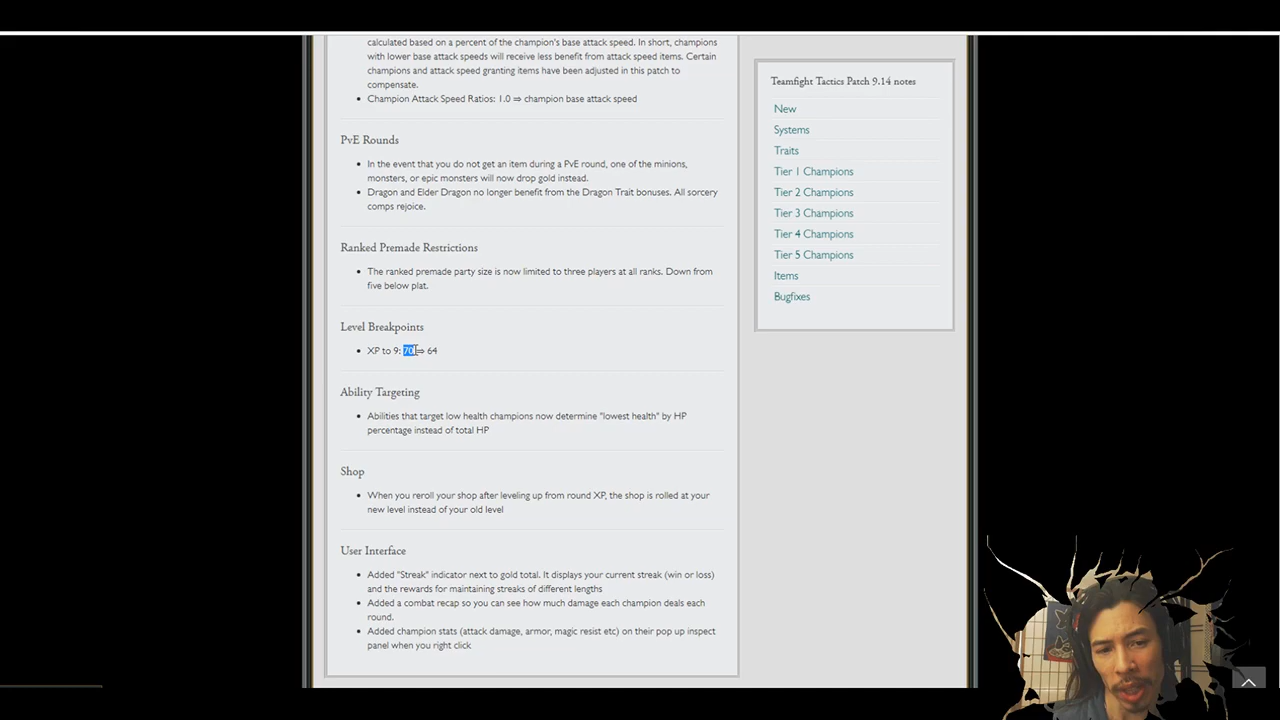 calculated based on a percent of the champion's base attack speed. In short, champions
with lower base attack speeds will receive less benefit from attack speed items. Certain
champions and attack speed granting items have been adjusted in this patch to
compensate.
• Champion Attack Speed Ratios: 1.0 ⇒ champion base attack speed
PvE Rounds
• In the event that you do not get an item during a PvE round, one of the minions,
monsters, or epic monsters will now drop gold instead.
• Dragon and Elder Dragon no longer benefit from the Dragon Trait bonuses. All sorcery
comps rejoice.
Ranked Premade Restrictions
• The ranked premade party size is now limited to three players at all ranks. Down from
five below plat.
Level Breakpoints
• XP to 9: 70 ⇒ 64
Ability Targeting
• Abilities that target low health champions now determine "lowest health" by HP
percentage instead of total HP
Shop
• When you reroll your shop after leveling up from round XP, the shop is rolled at your
new level instead of your old level
User Interface
• Added "Streak" indicator next to gold total. It displays your current streak (win or loss)
and the rewards for maintaining streaks of different lengths
• Added a combat recap so you can see how much damage each champion deals each
round.
• Added champion stats (attack damage, armor, magic resist etc) on their pop up inspect
panel when you right click
Teamfight Tactics Patch 9.14 notes
New
Systems
Traits
Tier 1 Champions
Tier 2 Champions
Tier 3 Champions
Tier 4 Champions
Tier 5 Champions
Items
Bugfixes